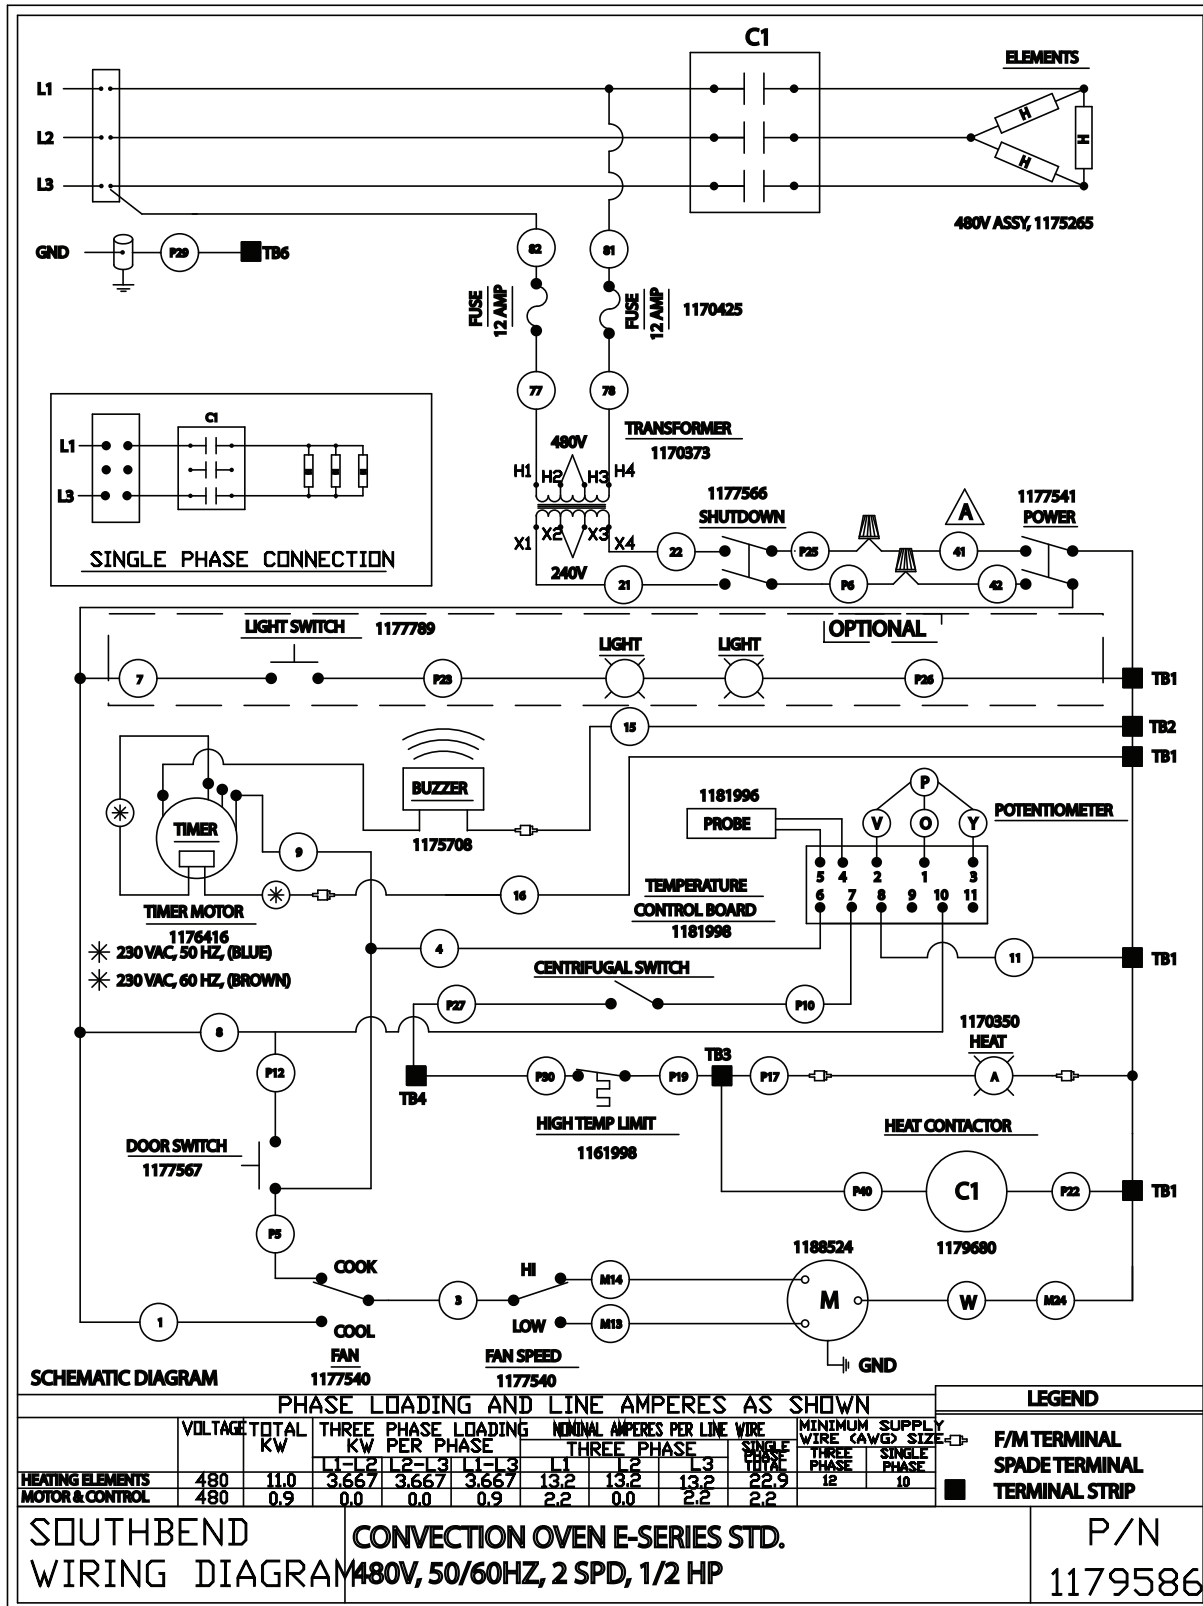 C1
ELEMENTS
L1
H
L2
H
H
L3
480V ASSY, 1175265
GND
P29
TB6
82
81
FUSE
12 AMP
FUSE
12 AMP
1170425
77
78
C1
L1
L3
SINGLE PHASE CONNECTION
TRANSFORMER
1170373
480V
H1
H2
H3
H4
X1
X2
X3
X4
240V
1177566
SHUTDOWN
1177541
POWER
A
22
P25
41
21
P6
42
LIGHT SWITCH
1177789
OPTIONAL
LIGHT
LIGHT
7
P23
P26
TB1
15
TB2
TB1
BUZZER
1175708
TIMER
9
16
TIMER MOTOR
1176416
230 VAC, 50 HZ, (BLUE)
230 VAC, 60 HZ, (BROWN)
1181996
PROBE
P
V
O
Y
POTENTIOMETER
5 4 2 1 3
6 7 8 9 10 11
TEMPERATURE
CONTROL BOARD
1181998
4
11
TB1
CENTRIFUGAL SWITCH
P27
P10
8
1170350
HEAT
P12
TB4
P30
P19
TB3
P17
A
HIGH TEMP LIMIT
1161998
DOOR SWITCH
1177567
HEAT CONTACTOR
P40
C1
P22
TB1
1179680
P5
COOK
HI
M14
1188524
3
M
W
M24
1
COOL
LOW
M13
FAN
1177540
FAN SPEED
1177540
GND
SCHEMATIC DIAGRAM
PHASE LOADING AND LINE AMPERES AS SHOWN
LEGEND
VOLTAGE
TOTAL
KW
THREE PHASE LOADING
KW PER PHASE
L1-L2 L2-L3 L1-L3
NOMINAL AMPERES PER LINE WIRE
THREE PHASE
L1 L2 L3
SINGLE
PHASE
TOTAL
MINIMUM SUPPLY
WIRE (AWG) SIZE
THREE
PHASE
SINGLE
PHASE
HEATING ELEMENTS 480 11.0 3.667 3.667 3.667 13.2 13.2 13.2 22.9 12 10
MOTOR & CONTROL 480 0.9 0.0 0.0 0.9 2.2 0.0 2.2 2.2
F/M TERMINAL
SPADE TERMINAL
TERMINAL STRIP
SOUTHBEND
WIRING DIAGRAM
CONVECTION OVEN E-SERIES STD.
480V, 50/60HZ, 2 SPD, 1/2 HP
P/N
1179586